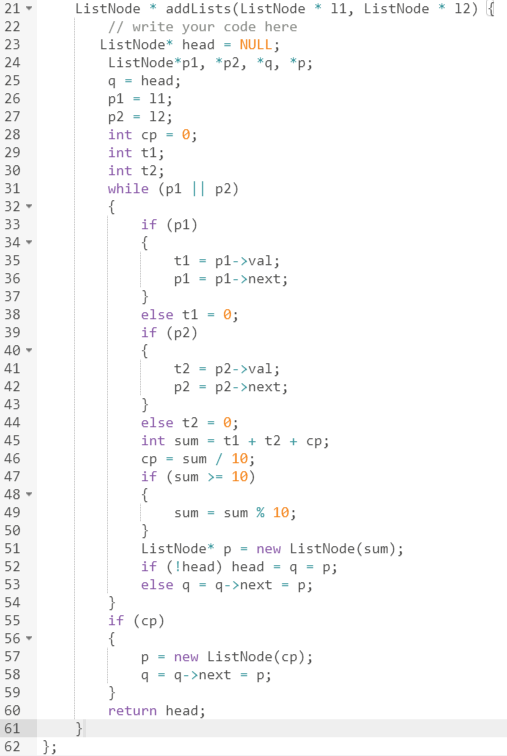 21 ListNode * addLists(ListNode * l1, ListNode * l2) {
22 // write your code here
23 ListNode* head = NULL;
24 ListNode*p1, *p2, *q, *p;
25 q = head;
26 p1 = l1;
27 p2 = l2;
28 int cp = 0;
29 int t1;
30 int t2;
31 while (p1 || p2)
32 {
33 if (p1)
34 {
35 t1 = p1->val;
36 p1 = p1->next;
37 }
38 else t1 = 0;
39 if (p2)
40 {
41 t2 = p2->val;
42 p2 = p2->next;
43 }
44 else t2 = 0;
45 int sum = t1 + t2 + cp;
46 cp = sum / 10;
47 if (sum >= 10)
48 {
49 sum = sum % 10;
50 }
51 ListNode* p = new ListNode(sum);
52 if (!head) head = q = p;
53 else q = q->next = p;
54 }
55 if (cp)
56 {
57 p = new ListNode(cp);
58 q = q->next = p;
59 }
60 return head;
61 }
62 };